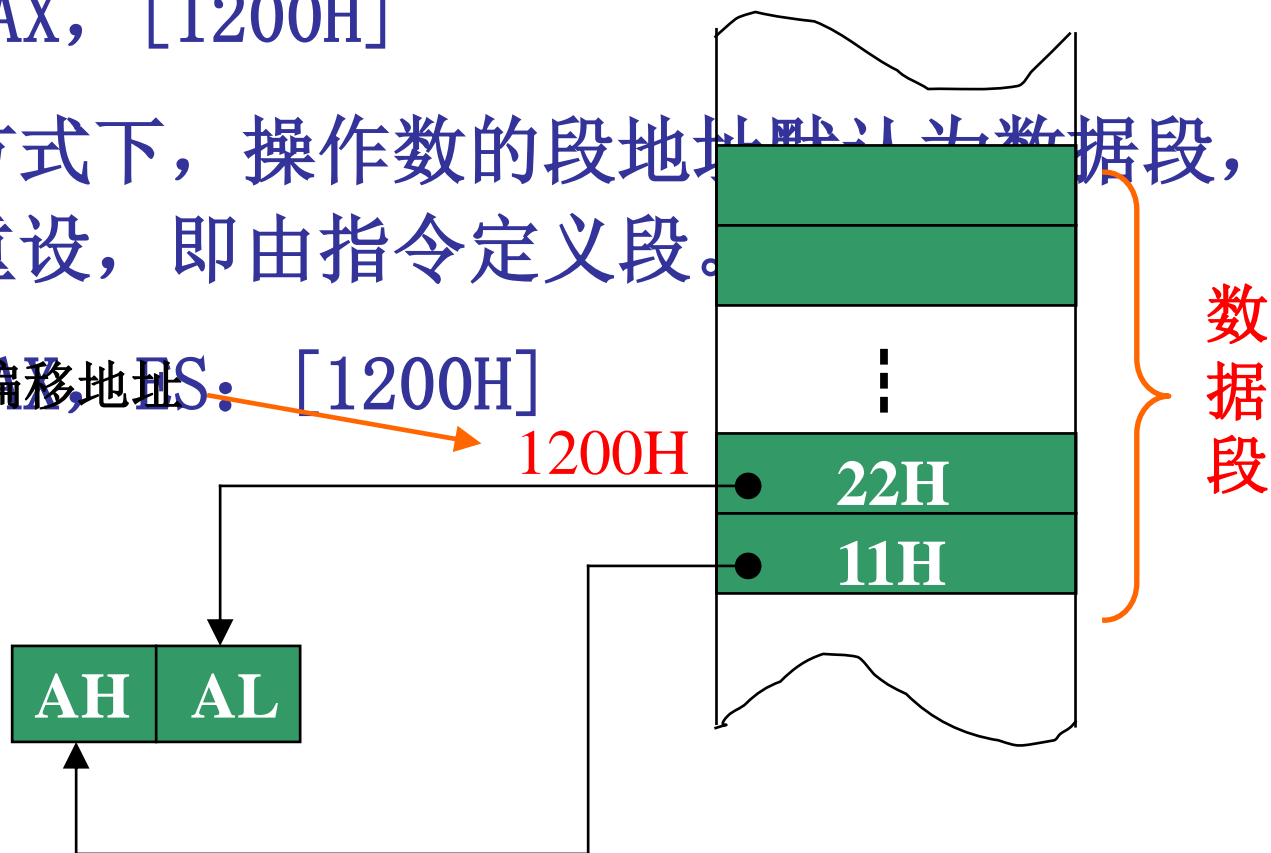 AX，[1200H]
方式下，操作数的段地址默认为数据段，
重设，即由指令定义段。
AX，ES：[1200H]
偏移地址
1200H
22H
11H
AH AL
数据段